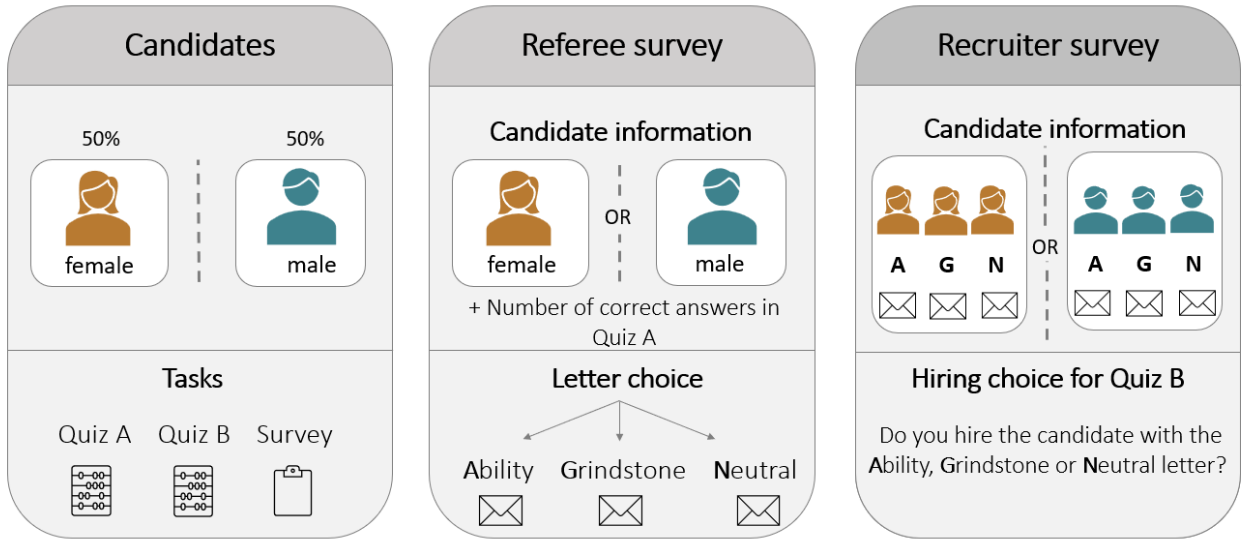 Candidates
50%
50%
female
male
Tasks
Quiz A
Quiz B
Survey
Referee survey
Candidate information
female
OR
male
+ Number of correct answers in
Quiz A
Letter choice
Ability
Grindstone
Neutral
Recruiter survey
Candidate information
A G N
OR
A G N
Hiring choice for Quiz B
Do you hire the candidate with the
Ability, Grindstone or Neutral letter?